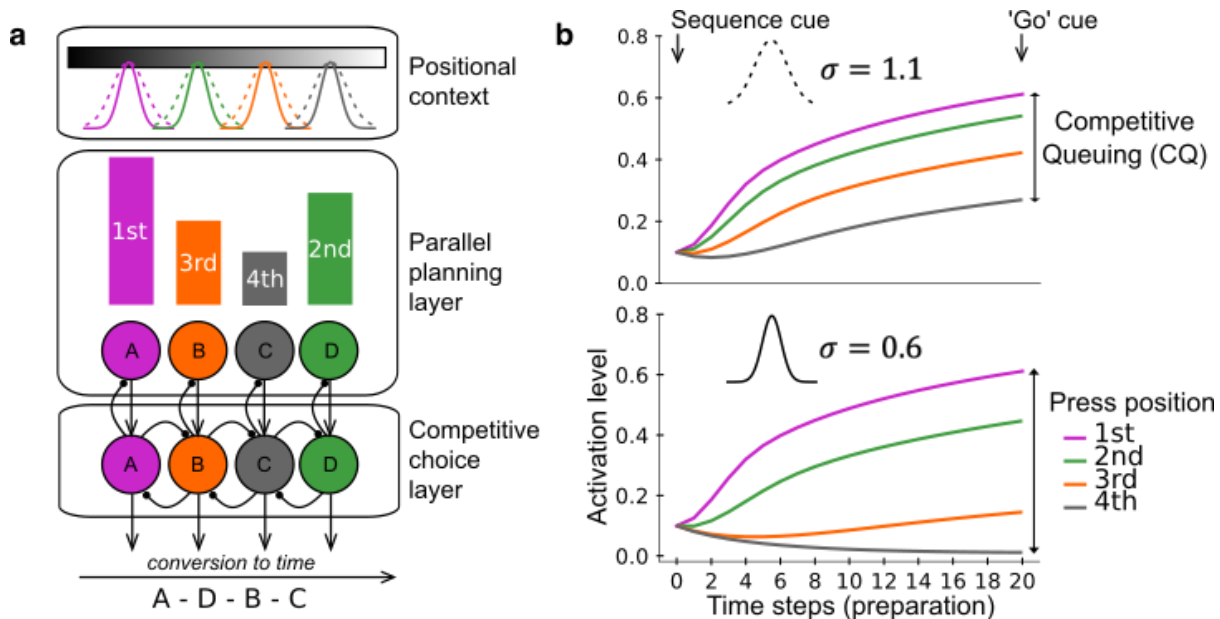 a
Positional
context
1st
3rd
4th
2nd
Parallel
planning
layer
A
B
C
D
A
B
C
D
Competitive
choice
layer
conversion to time
A - D - B - C
b
Sequence cue
'Go' cue
0.8
0.6
0.4
0.2
0.0
σ = 1.1
Competitive
Queuing (CQ)
0.8
0.6
0.4
0.2
0.0
σ = 0.6
Activation level
Press position
1st
2nd
3rd
4th
0 2 4 6 8 10 12 14 16 18 20
Time steps (preparation)